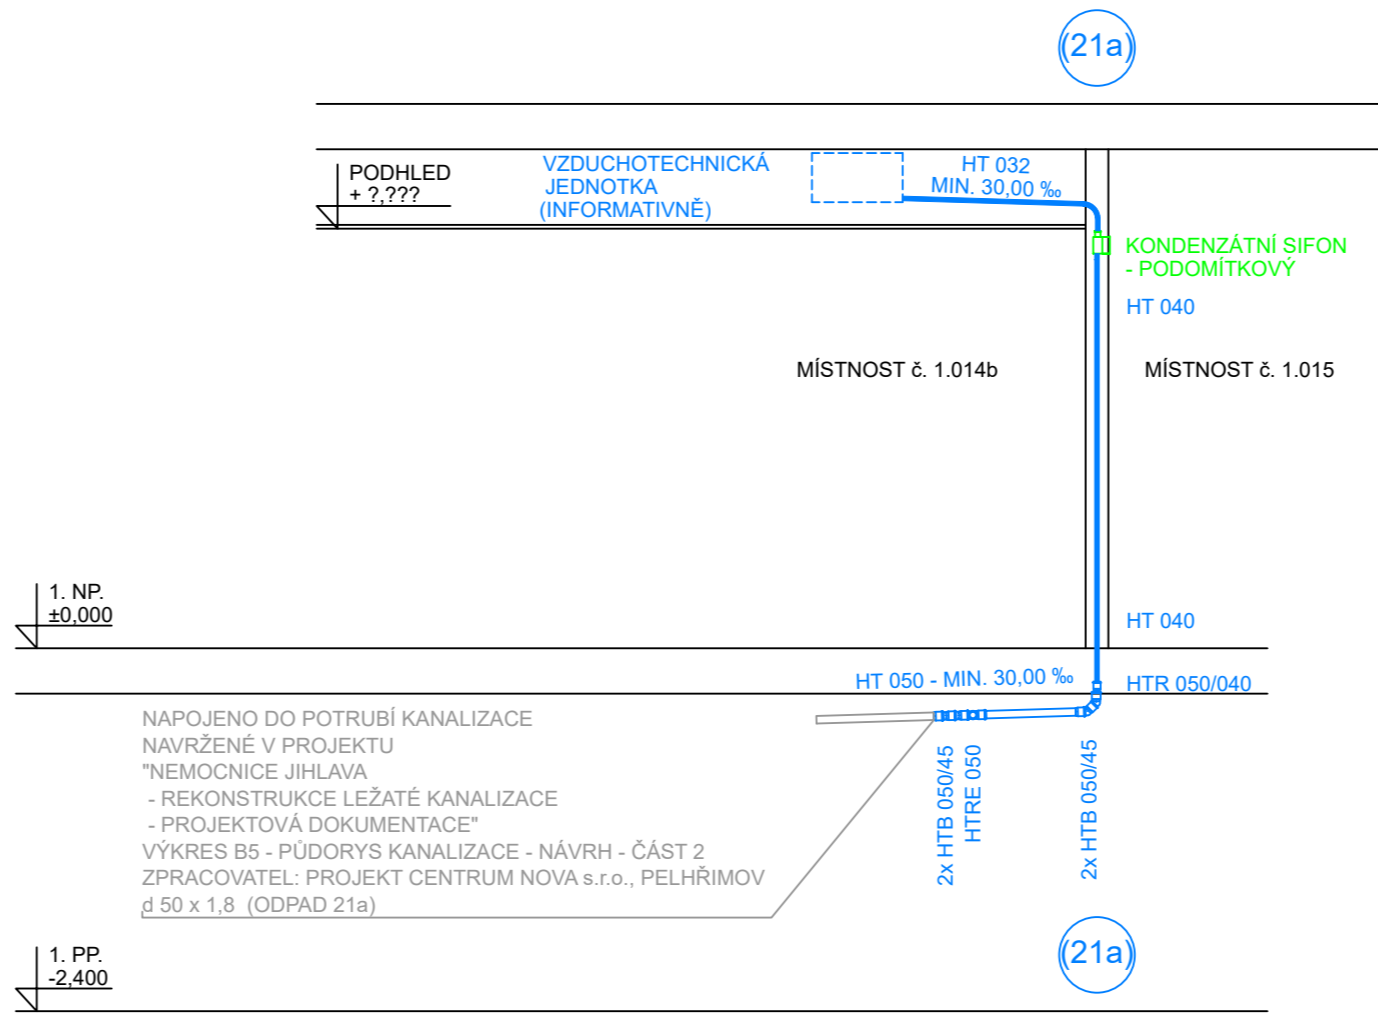 (21a)
PODHLED
+ ?,???
VZDUCHOTECHNICKÁ
JEDNOTKA
(INFORMATIVNĚ)
HT 032
MIN. 30,00 ‰
KONDENZÁTNÍ SIFON
- PODOMÍTKOVÝ
HT 040
MÍSTNOST č. 1.014b
MÍSTNOST č. 1.015
1. NP.
±0,000
HT 040
HT 050 - MIN. 30,00 ‰
HTR 050/040
NAPOJENO DO POTRUBÍ KANALIZACE
NAVRŽENÉ V PROJEKTU
"NEMOCNICE JIHLAVA
- REKONSTRUKCE LEŽATÉ KANALIZACE
- PROJEKTOVÁ DOKUMENTACE"
VÝKRES B5 - PŮDORYS KANALIZACE - NÁVRH - ČÁST 2
ZPRACOVATEL: PROJEKT CENTRUM NOVA s.r.o., PELHŘIMOV
d 50 x 1,8 (ODPAD 21a)
2x HTB 050/45
HTRE 050
2x HTB 050/45
1. PP.
-2,400
(21a)